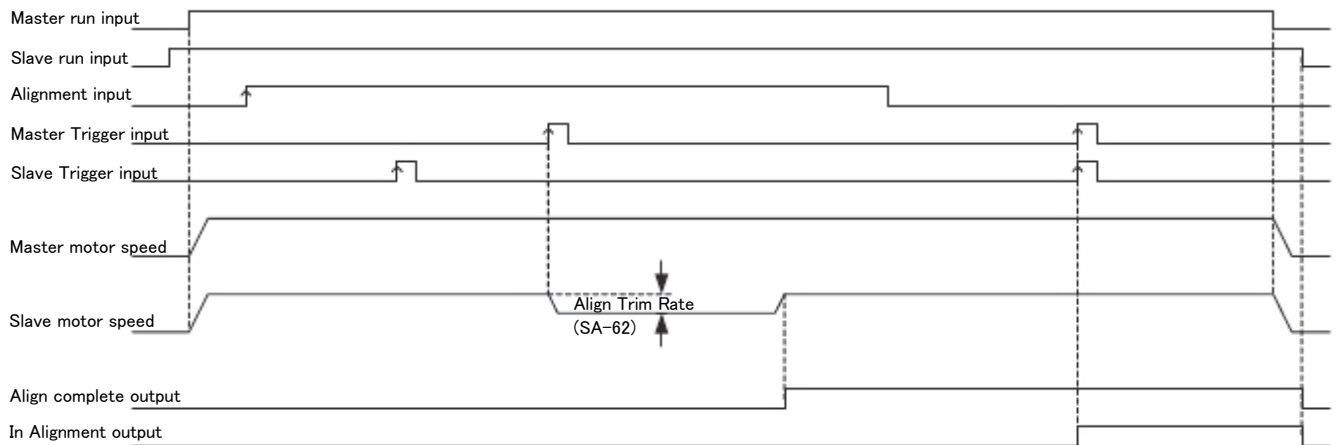 Master run input
Slave run input
Alignment input
Master Trigger input
Slave Trigger input
Master motor speed
Align Trim Rate
Slave motor speed
(SA-62)
Align complete output
In Alignment output